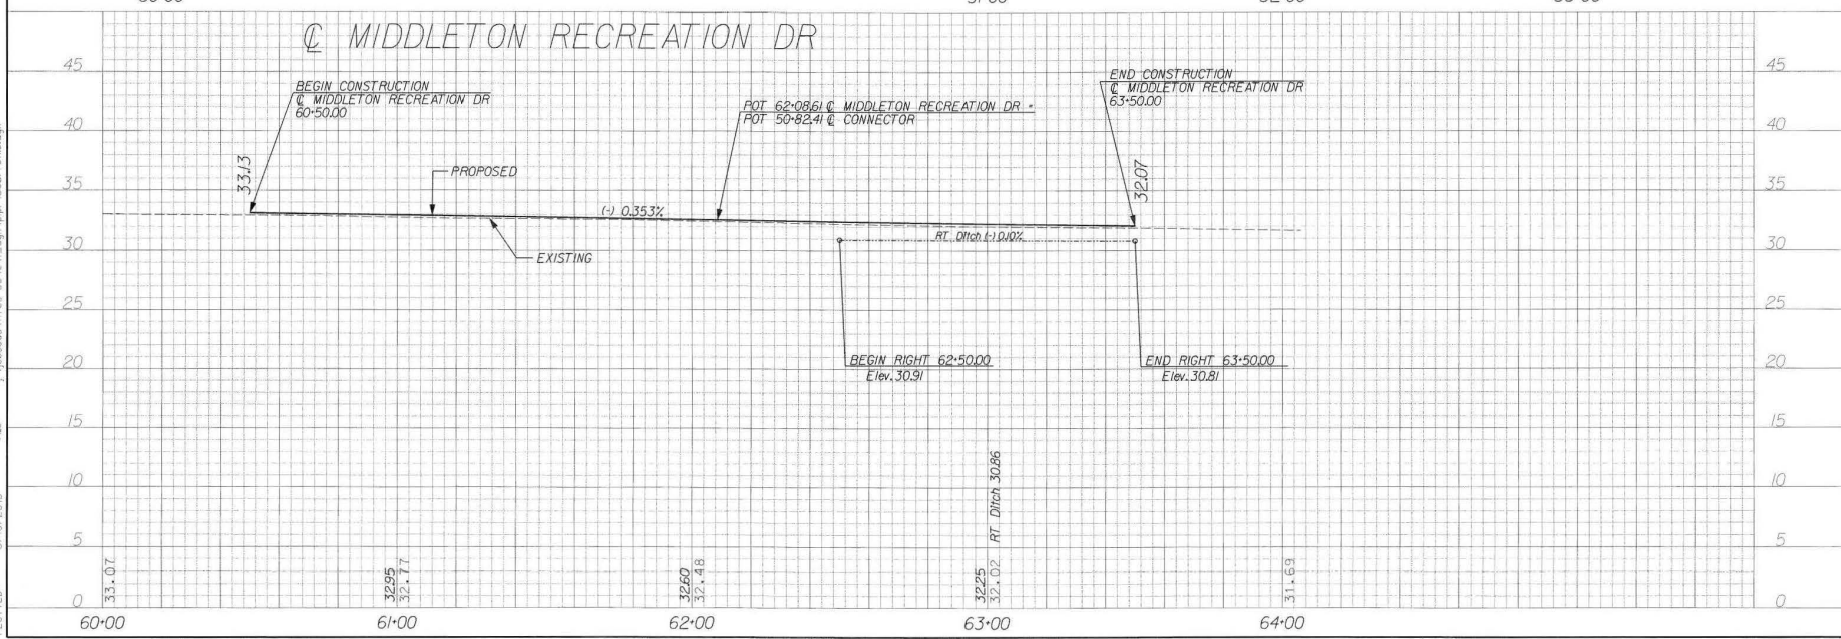 ℄ MIDDLETON RECREATION DR
45
45
BEGIN CONSTRUCTION
℄ MIDDLETON RECREATION DR
60+50.00
END CONSTRUCTION
℄ MIDDLETON RECREATION DR
63+50.00
POT 62+08.61 ℄ MIDDLETON RECREATION DR =
POT 50+82.41 ℄ CONNECTOR
40
40
33.13
PROPOSED
32.07
35
35
(-) 0.353%
RT Ditch (-) 0.10%
30
30
EXISTING
25
25
BEGIN RIGHT 62+50.00
Elev. 30.91
END RIGHT 63+50.00
Elev. 30.81
20
20
15
15
10
10
RT Ditch 30.86
5
5
33.07
32.95
32.77
32.60
32.48
32.25
32.02
31.69
0
0
60+00
61+00
62+00
63+00
64+00